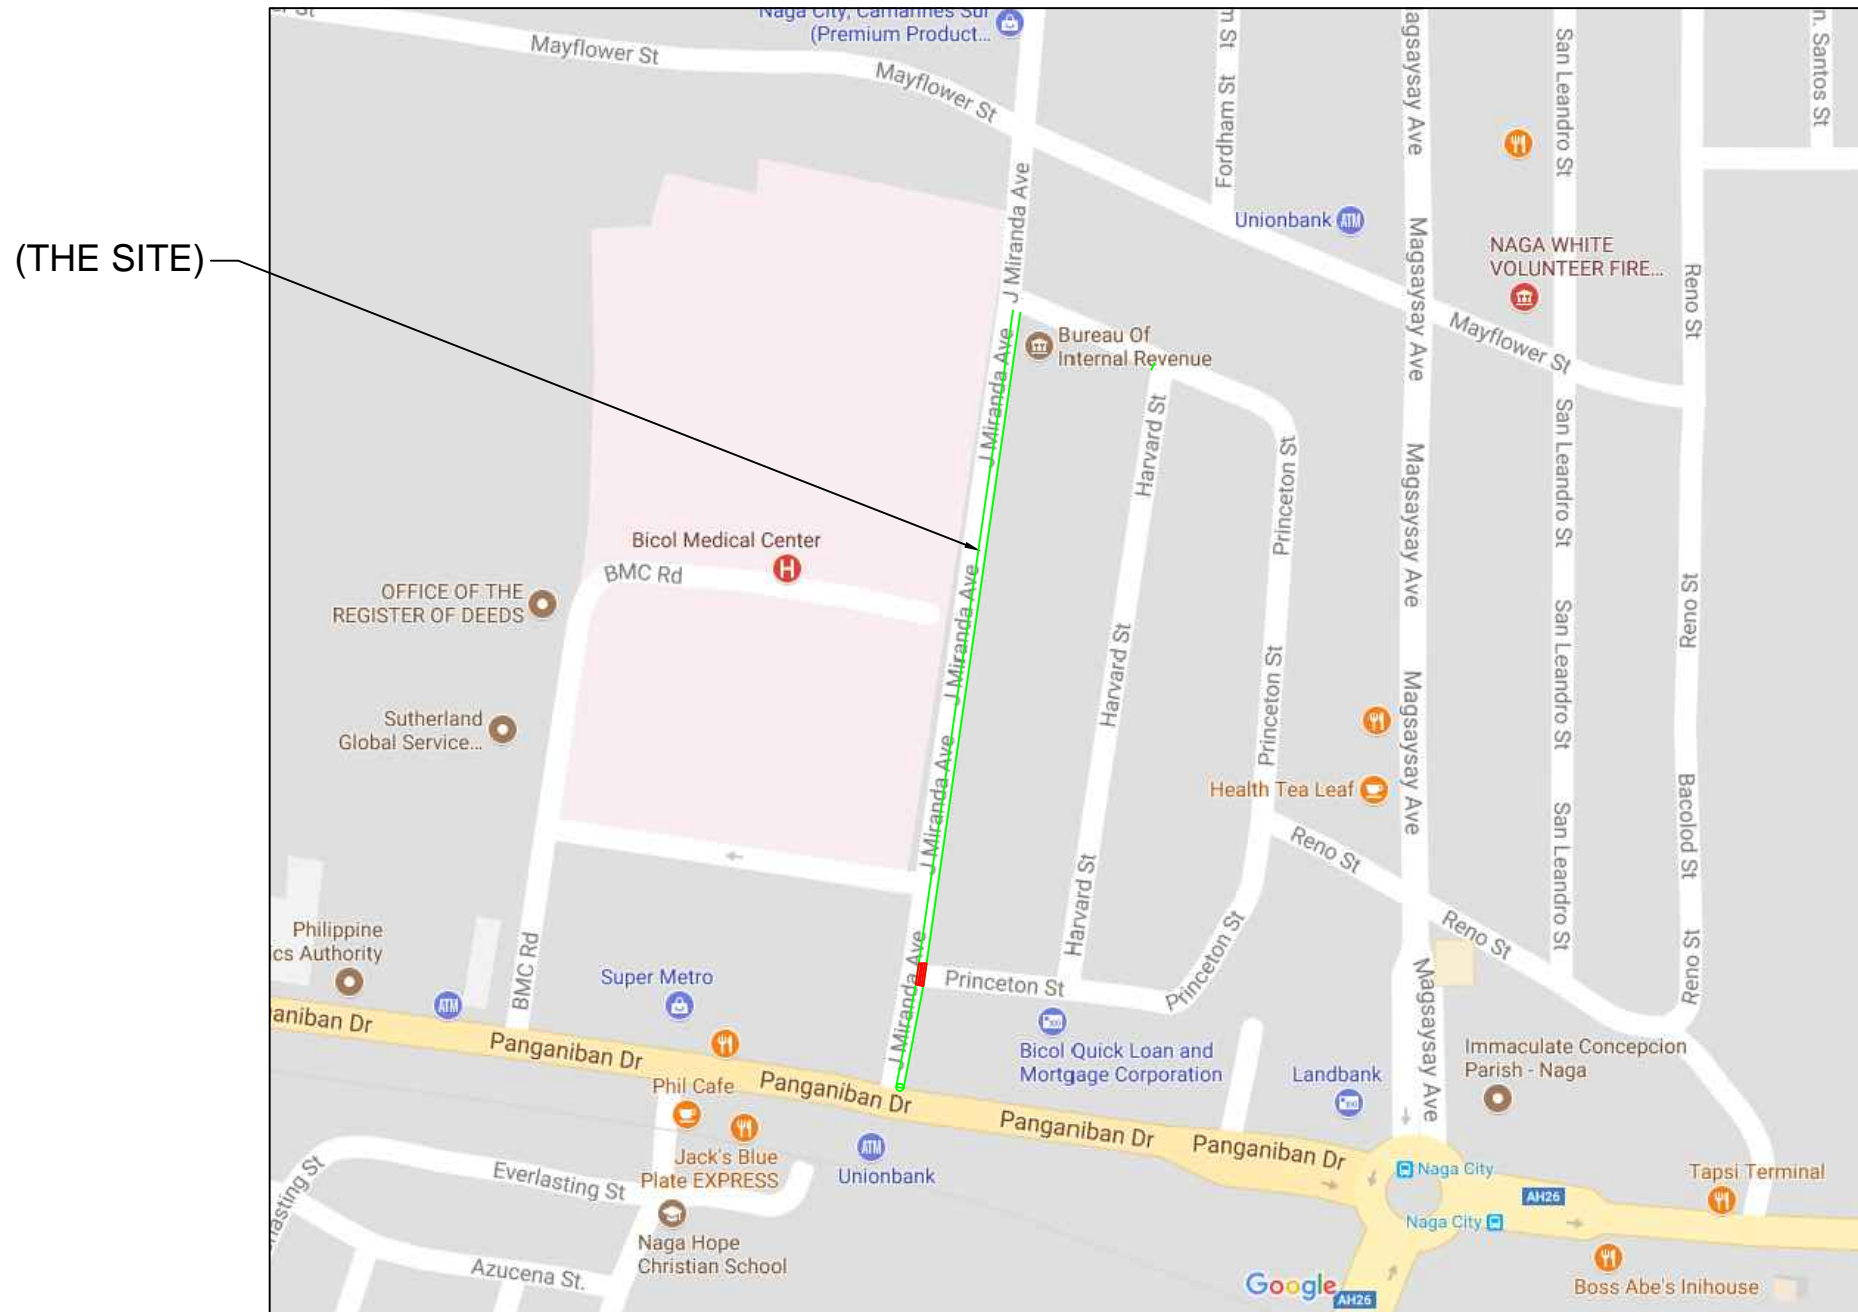 Naga City, Camarines Sur
(Premium Product...
Mayflower St
Mayflower St
Fordham St
Magsaysay Ave
San Leandro St
n. Santos St
J Miranda Ave
Unionbank
ATM
Magsaysay Ave
NAGA WHITE
VOLUNTEER FIRE...
Reno St
(THE SITE)
Mayflower St
Bureau Of
Internal Revenue
J Miranda Ave
Harvard St
Princeton St
Magsaysay Ave
San Leandro St
Bicol Medical Center
H
BMC Rd
OFFICE OF THE
REGISTER OF DEEDS
J Miranda Ave
Harvard St
Princeton St
Magsaysay Ave
San Leandro St
Reno St
Sutherland
Global Service...
J Miranda Ave
Health Tea Leaf
Reno St
San Leandro St
Bacolod St
Harvard St
Princeton St
Reno St
Reno St
Philippine
ics Authority
BMC Rd
Super Metro
ATM
J Miranda Ave
Princeton St
Magsaysay Ave
aniban Dr
Panganiban Dr
Bicol Quick Loan and
Mortgage Corporation
Immaculate Concepcion
Parish - Naga
Landbank
Phil Cafe
Panganiban Dr
Panganiban Dr
Panganiban Dr
Jack's Blue
Plate EXPRESS
ATM
Unionbank
Everlasting St
asting St
Naga City
Tapsi Terminal
AH26
Naga City
Naga Hope
Christian School
Azucena St.
Google
AH26
Boss Abe's Inihouse